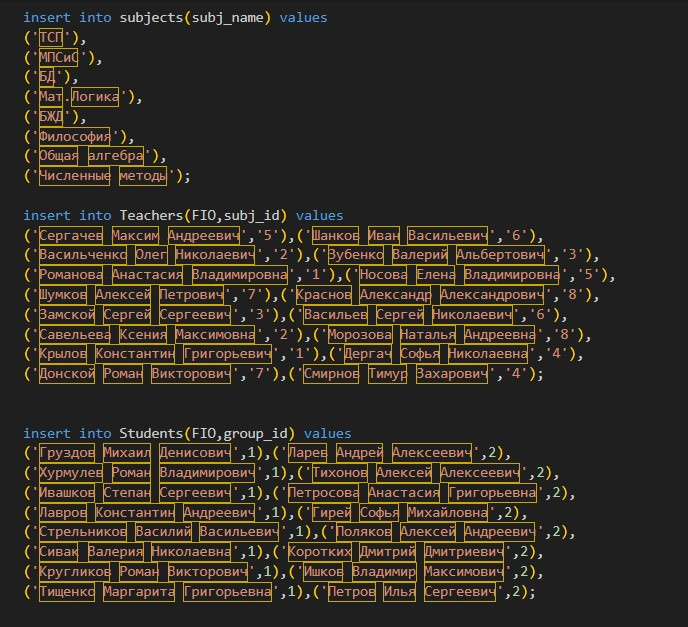 insert into subjects(subj_name) values
('ТСП'),
('МПСиС'),
('БД'),
('Мат.Логика'),
('БЖД'),
('Философия'),
('Общая алгебра'),
('Численные методы');
insert into Teachers(FIO,subj_id) values
('Сергачев Максим Андреевич','5'),('Шанков Иван Васильевич','6'),
('Васильченко Олег Николаевич','2'),('Зубенко Валерий Альбертович','3'),
('Романова Анастасия Владимировна','1'),('Носова Елена Владимировна','5'),
('Шумков Алексей Петрович','7'),('Краснов Александр Александрович','8'),
('Замской Сергей Сергеевич','3'),('Васильев Сергей Николаевич','6'),
('Савельева Ксения Максимовна','2'),('Морозова Наталья Андреевна','8'),
('Крылов Константин Григорьевич','1'),('Дергач Софья Николаевна','4'),
('Донской Роман Викторович','7'),('Смирнов Тимур Захарович','4');
insert into Students(FIO,group_id) values
('Груздов Михаил Денисович',1),('Ларев Андрей Алексеевич',2),
('Хурмулев Роман Владимирович',1),('Тихонов Алексей Алексеевич',2),
('Ивашков Степан Сергеевич',1),('Петросова Анастасия Григорьевна',2),
('Лавров Константин Андреевич',1),('Гирей Софья Михайловна',2),
('Стрельников Василий Васильевич',1),('Поляков Алексей Андреевич',2),
('Сивак Валерия Николаевна',1),('Коротких Дмитрий Дмитриевич',2),
('Кругликов Роман Викторович',1),('Ишков Владимир Максимович',2),
('Тищенко Маргарита Григорьевна',1),('Петров Илья Сергеевич',2);